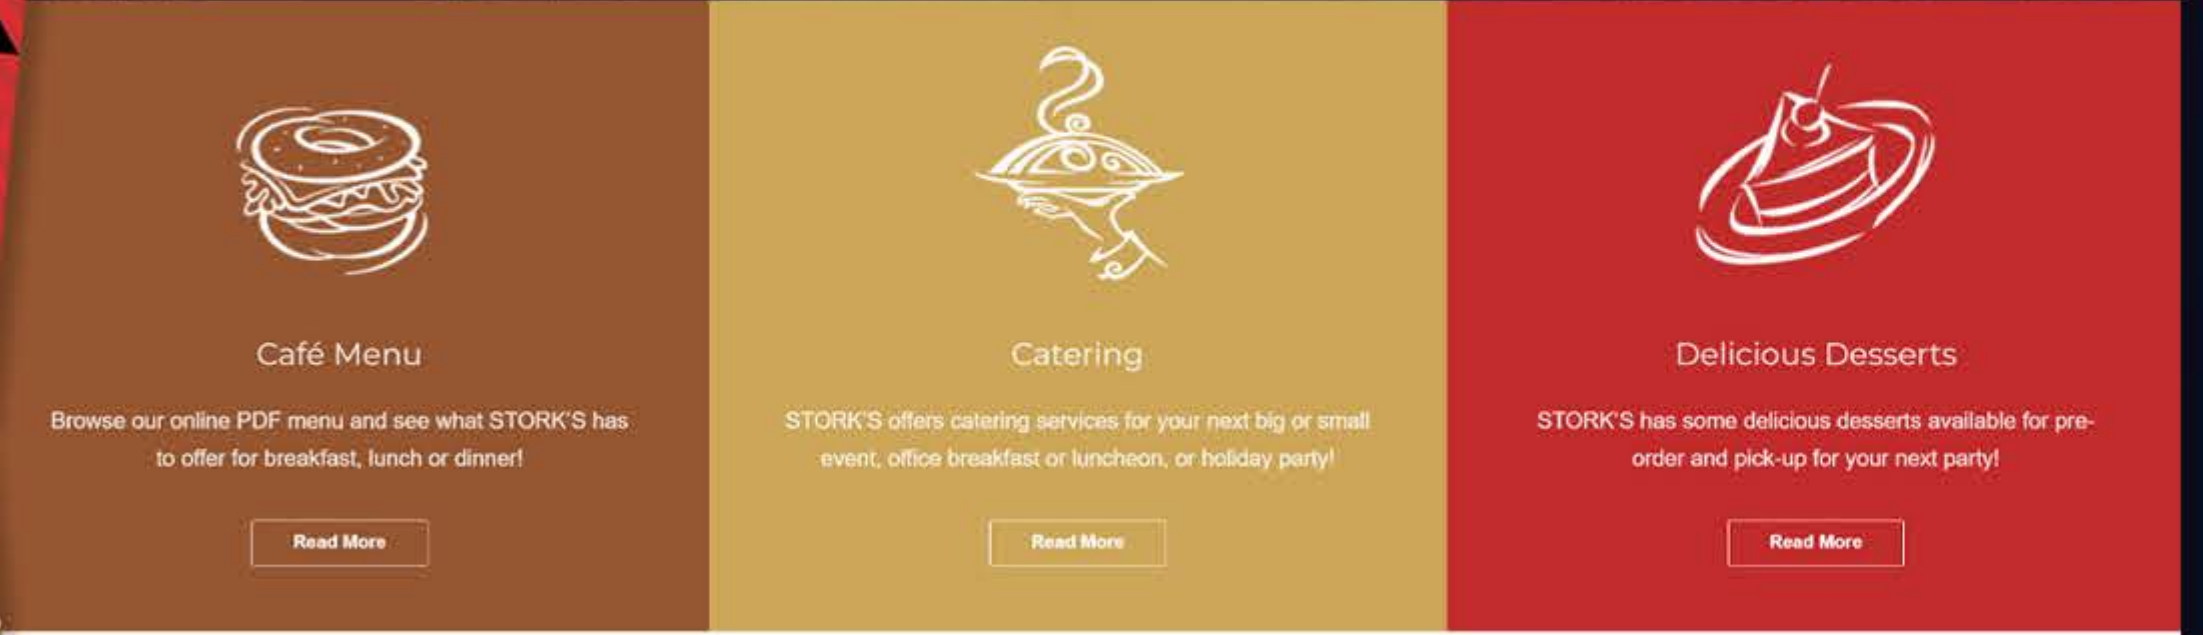 Café Menu
Browse our online PDF menu and see what STORK'S has
to offer for breakfast, lunch or dinner!
Read More
Catering
STORK'S offers catering services for your next big or small
event, office breakfast or luncheon, or holiday party!
Read More
Delicious Desserts
STORK'S has some delicious desserts available for pre-
order and pick-up for your next party!
Read More